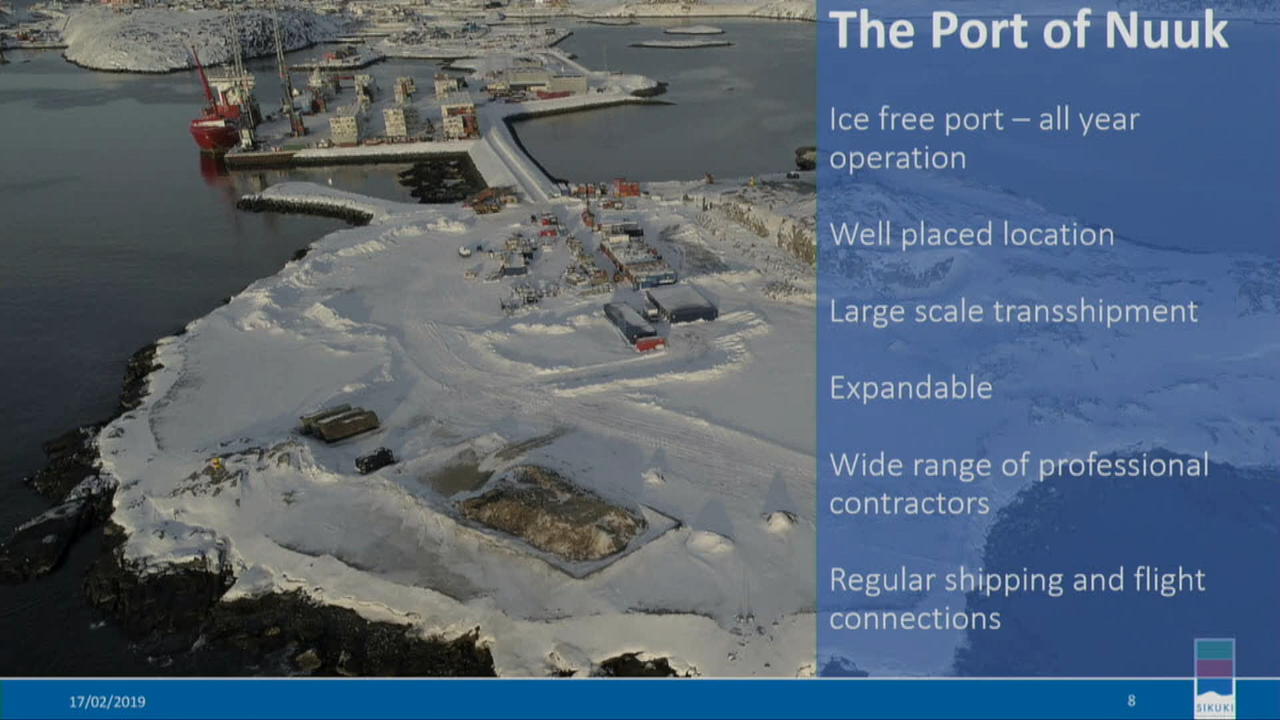 The Port of Nuuk
Ice free port – all year
operation
Well placed location
Large scale transshipment
Expandable
Wide range of professional
contractors
Regular shipping and flight
connections
17/02/2019
8
SIKUKI